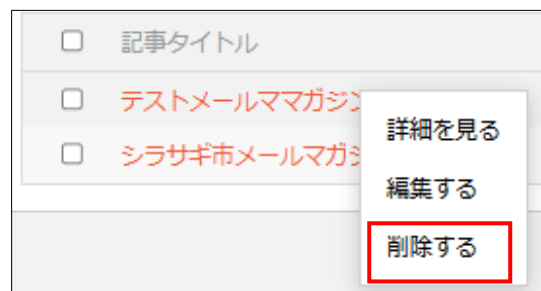 記事タイトル
テストメールママガジン
シラサギ市メールマガジ
詳細を見る
編集する
削除する